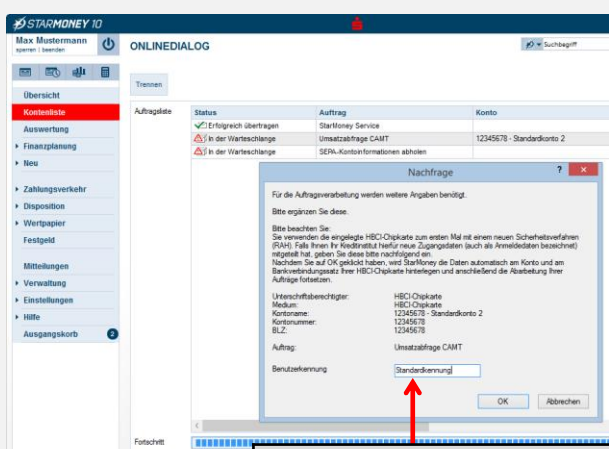 STARMONEY 10
Max Mustermann
sperren | beenden
ONLINEDIALOG
Suchbegriff
Trennen
Übersicht
Kontenliste
Auswertung
Finanzplanung
Neu
Zahlungsverkehr
Disposition
Wertpapier
Festgeld
Mitteilungen
Verwaltung
Einstellungen
Hilfe
Ausgangskorb 2
Auftragsliste
Status Auftrag Konto
Erfolgreich übertragen StarMoney Service
In der Warteschlange Umsatzabfrage CAMT 12345678 - Standardkonto 2
In der Warteschlange SEPA-Kontoinformationen abholen
Nachfrage ? x
Für die Auftragsverarbeitung werden weitere Angaben benötigt.
Bitte ergänzen Sie diese.
Bitte beachten Sie:
Sie verwenden die eingelegte HBCI-Chipkarte zum ersten Mal mit einem neuen Sicherheitsverfahren
(RAH). Falls Ihnen Ihr Kreditinstitut hierfür neue Zugangsdaten (auch als Anmeldedaten bezeichnet)
mitgeteilt hat, geben Sie diese bitte nachfolgend ein.
Nachdem Sie auf OK geklickt haben, wird StarMoney die Daten automatisch am Konto und am
Bankverbindungssatz Ihrer HBCI-Chipkarte hinterlegen und anschließend die Abarbeitung Ihrer
Aufträge fortsetzen.
Unterschriftsberechtigter: HBCI-Chipkarte
Medium: HBCI-Chipkarte
Kontoname: 12345678 - Standardkonto 2
Kontonummer: 12345678
BLZ: 12345678
Auftrag: Umsatzabfrage CAMT
Benutzerkennung Standardkennung
OK Abbrechen
Fortschritt